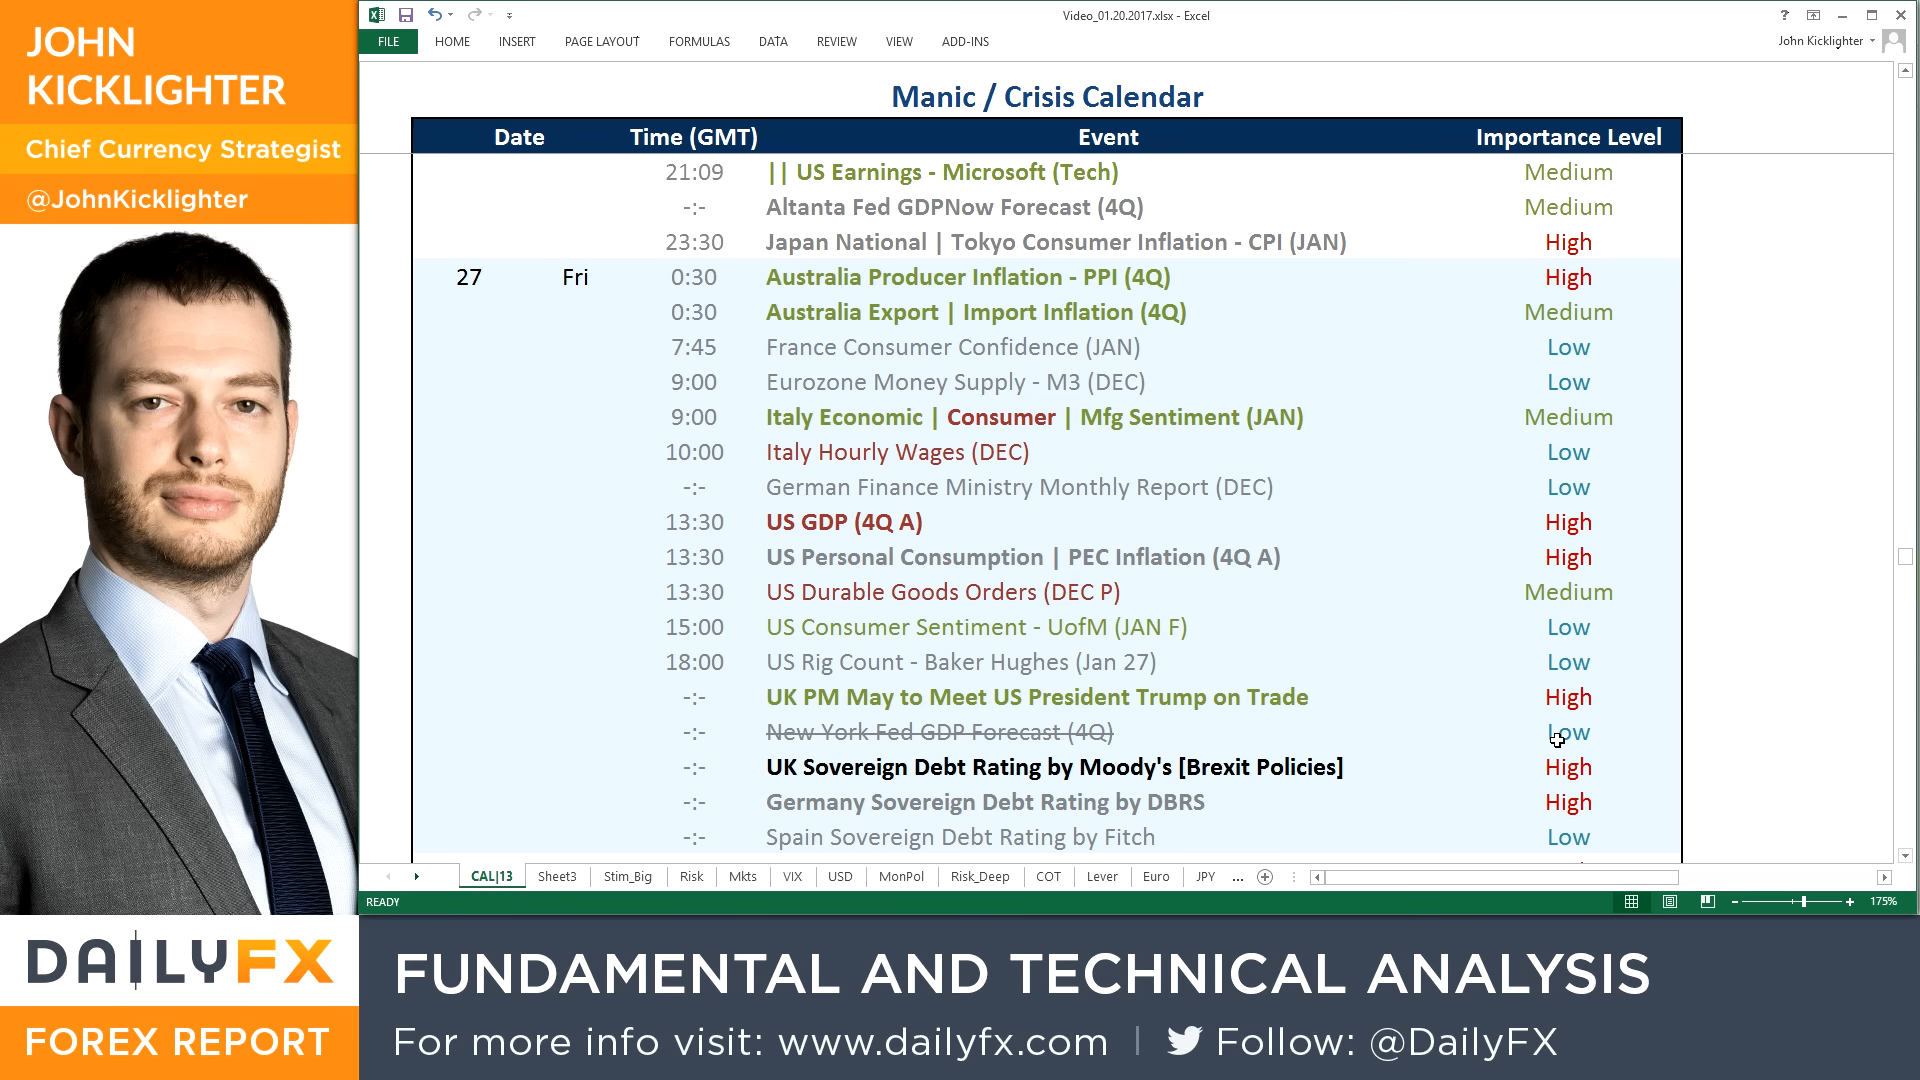 JOHN
KICKLIGHTER
Chief Currency Strategist
@JohnKicklighter
Video_01.20.2017.xlsx - Excel
FILE HOME INSERT PAGE LAYOUT FORMULAS DATA REVIEW VIEW ADD-INS John Kicklighter
Manic / Crisis Calendar
Date Time (GMT) Event Importance Level
21:09 || US Earnings - Microsoft (Tech) Medium
-:- Altanta Fed GDPNow Forecast (4Q) Medium
23:30 Japan National | Tokyo Consumer Inflation - CPI (JAN) High
27 Fri 0:30 Australia Producer Inflation - PPI (4Q) High
0:30 Australia Export | Import Inflation (4Q) Medium
7:45 France Consumer Confidence (JAN) Low
9:00 Eurozone Money Supply - M3 (DEC) Low
9:00 Italy Economic | Consumer | Mfg Sentiment (JAN) Medium
10:00 Italy Hourly Wages (DEC) Low
-:- German Finance Ministry Monthly Report (DEC) Low
13:30 US GDP (4Q A) High
13:30 US Personal Consumption | PEC Inflation (4Q A) High
13:30 US Durable Goods Orders (DEC P) Medium
15:00 US Consumer Sentiment - UofM (JAN F) Low
18:00 US Rig Count - Baker Hughes (Jan 27) Low
-:- UK PM May to Meet US President Trump on Trade High
-:- New York Fed GDP Forecast (4Q) Low
-:- UK Sovereign Debt Rating by Moody's [Brexit Policies] High
-:- Germany Sovereign Debt Rating by DBRS High
-:- Spain Sovereign Debt Rating by Fitch Low
CAL|13 Sheet3 Stim_Big Risk Mkts VIX USD MonPol Risk_Deep COT Lever Euro JPY ...
READY 175%
DAILYFX
FOREX REPORT
FUNDAMENTAL AND TECHNICAL ANALYSIS
For more info visit: www.dailyfx.com | Follow: @DailyFX